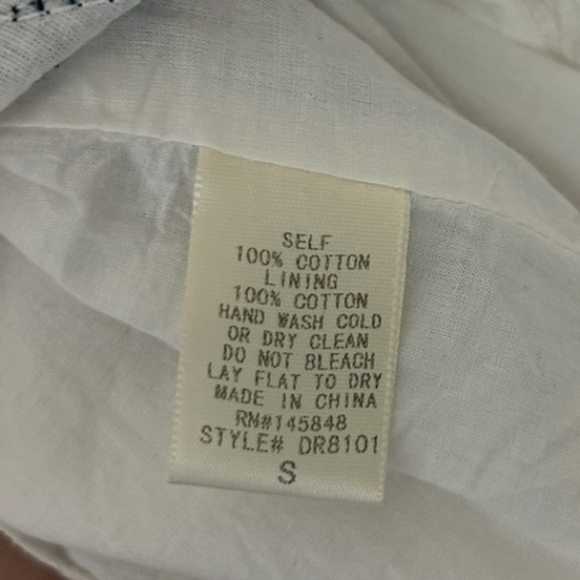 SELF
100% COTTON
LINING
100% COTTON
HAND WASH COLD
OR DRY CLEAN
DO NOT BLEACH
LAY FLAT TO DRY
MADE IN CHINA
RN#145848
STYLE# DR8101
S